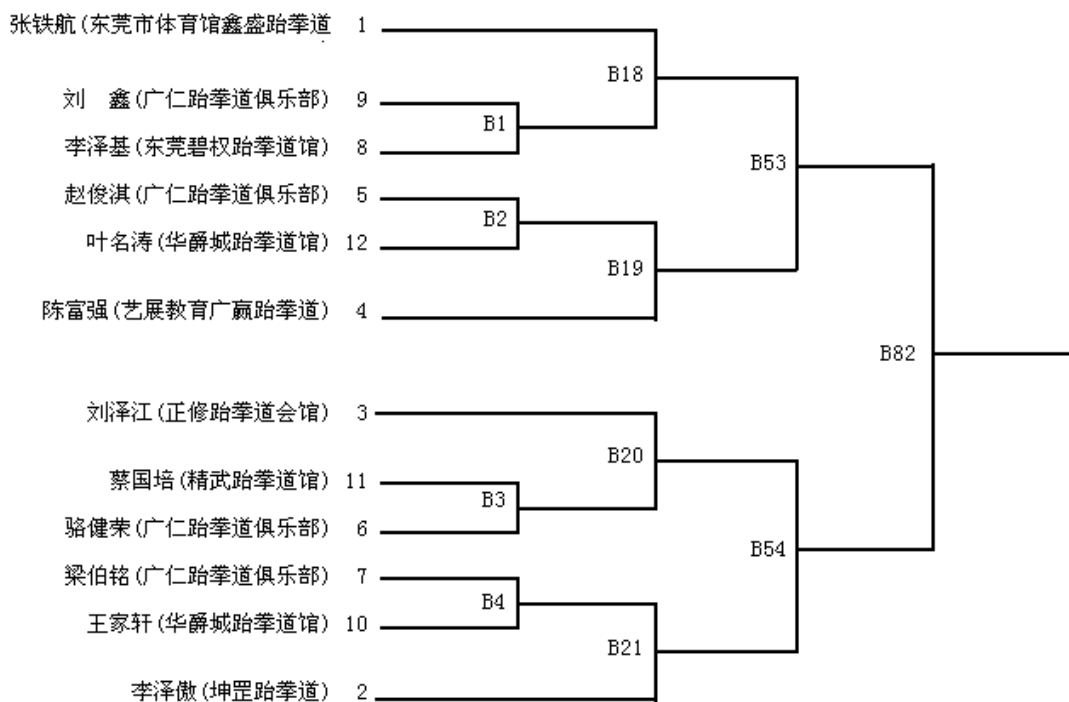 张铁航(东莞市体育馆鑫盛跆拳道 1
B18
刘 鑫(广仁跆拳道俱乐部) 9
B1
李泽基(东莞碧权跆拳道馆) 8
B53
赵俊淇(广仁跆拳道俱乐部) 5
B2
叶名涛(华爵城跆拳道馆) 12
B19
陈富强(艺展教育广赢跆拳道) 4
B82
刘泽江(正修跆拳道会馆) 3
B20
蔡国培(精武跆拳道馆) 11
B3
骆健荣(广仁跆拳道俱乐部) 6
B54
梁伯铭(广仁跆拳道俱乐部) 7
B4
王家轩(华爵城跆拳道馆) 10
B21
李泽傲(坤罡跆拳道) 2